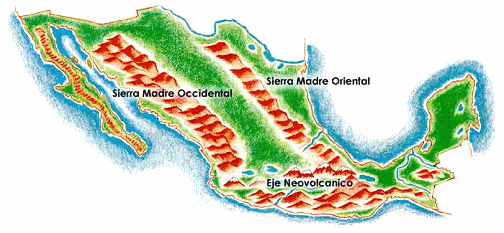 Sierra Madre Oriental
Sierra Madre Occidental
Eje Neovolcanico